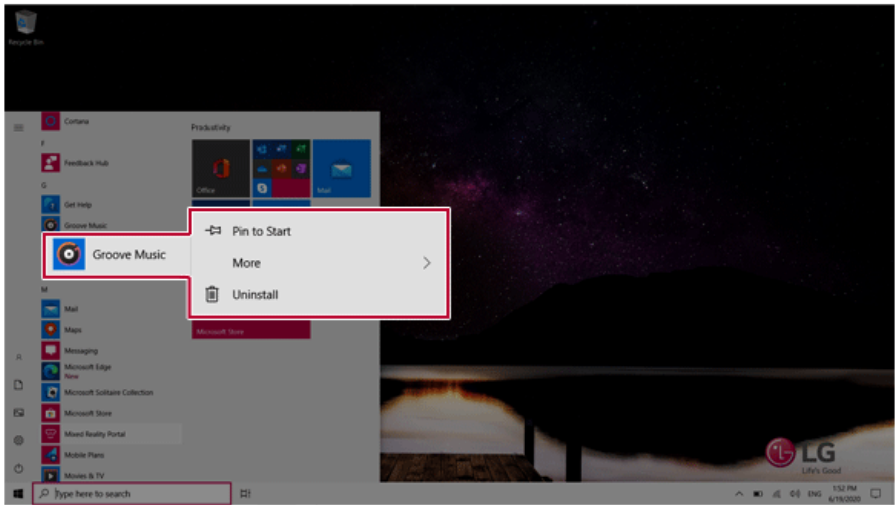 Recycle Bin
Cortana
F
Feedback Hub
G
Get Help
Groove Music
Groove Music
M
Mail
Maps
Messaging
Microsoft Edge
New
Microsoft Solitaire Collection
Microsoft Store
Mixed Reality Portal
Mobile Plans
Movies & TV
Productivity
Office
Mail
Pin to Start
More
Uninstall
Microsoft Store
LG
Life's Good
Type here to search
ENG
1:52 PM
6/19/2020